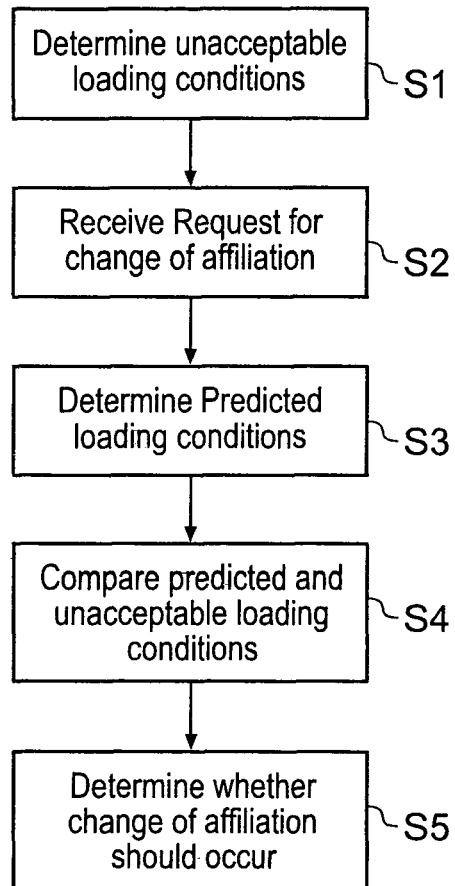 Determine unacceptable
loading conditions
S1
Receive Request for
change of affiliation
S2
Determine Predicted
loading conditions
S3
Compare predicted and
unacceptable loading
conditions
S4
Determine whether
change of affiliation
should occur
S5